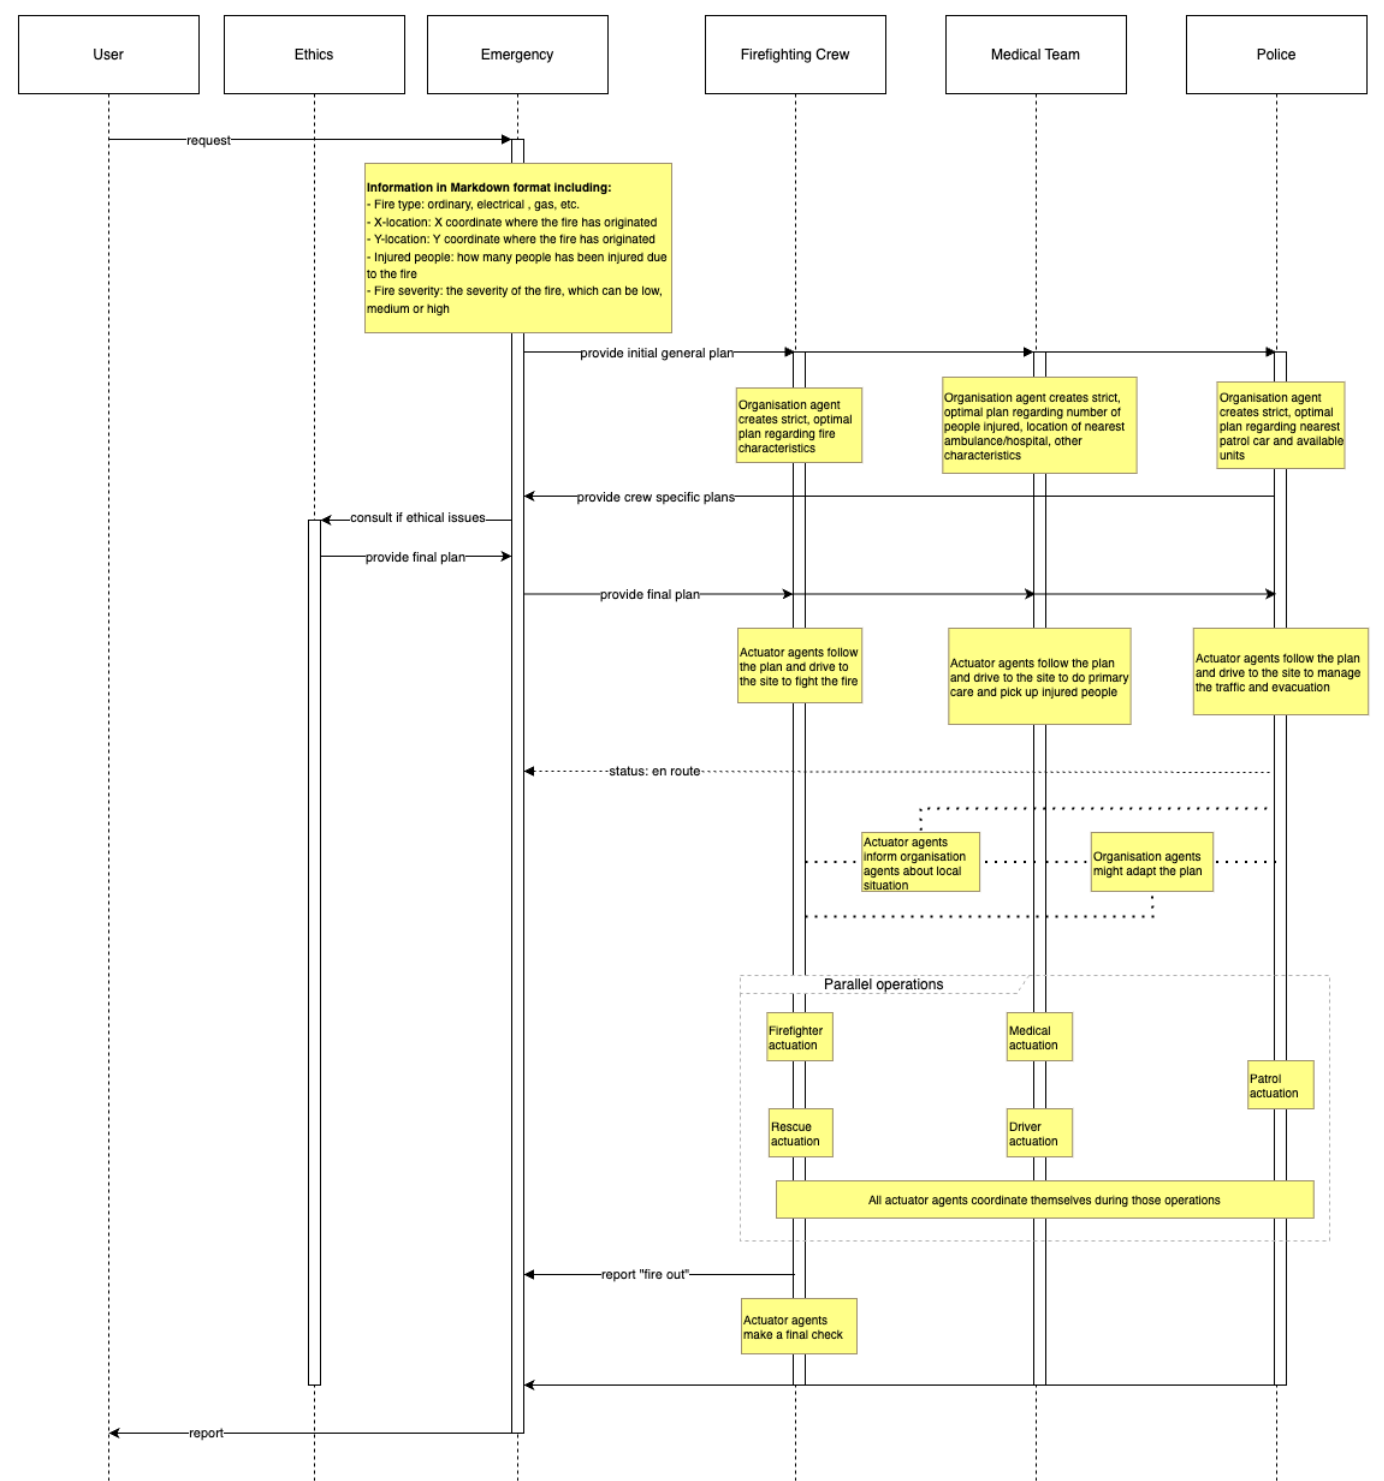 User
Ethics
Emergency
Firefighting Crew
Medical Team
Police
request
Information in Markdown format including:
- Fire type: ordinary, electrical , gas, etc.
- X-location: X coordinate where the fire has originated
- Y-location: Y coordinate where the fire has originated
- Injured people: how many people has been injured due
to the fire
- Fire severity: the severity of the fire, which can be low,
medium or high
provide initial general plan
Organisation agent
creates strict, optimal
plan regarding fire
characteristics
Organisation agent creates strict,
optimal plan regarding number of
people injured, location of nearest
ambulance/hospital, other
characteristics
Organisation agent
creates strict, optimal
plan regarding nearest
patrol car and available
units
provide crew specific plans
consult if ethical issues
provide final plan
provide final plan
Actuator agents follow
the plan and drive to
the site to fight the fire
Actuator agents follow the plan
and drive to the site to do primary
care and pick up injured people
Actuator agents follow the plan
and drive to the site to manage
the traffic and evacuation
status: en route
Actuator agents
inform organisation
agents about local
situation
Organisation agents
might adapt the plan
Parallel operations
Firefighter
actuation
Medical
actuation
Patrol
actuation
Rescue
actuation
Driver
actuation
All actuator agents coordinate themselves during those operations
report "fire out"
Actuator agents
make a final check
report